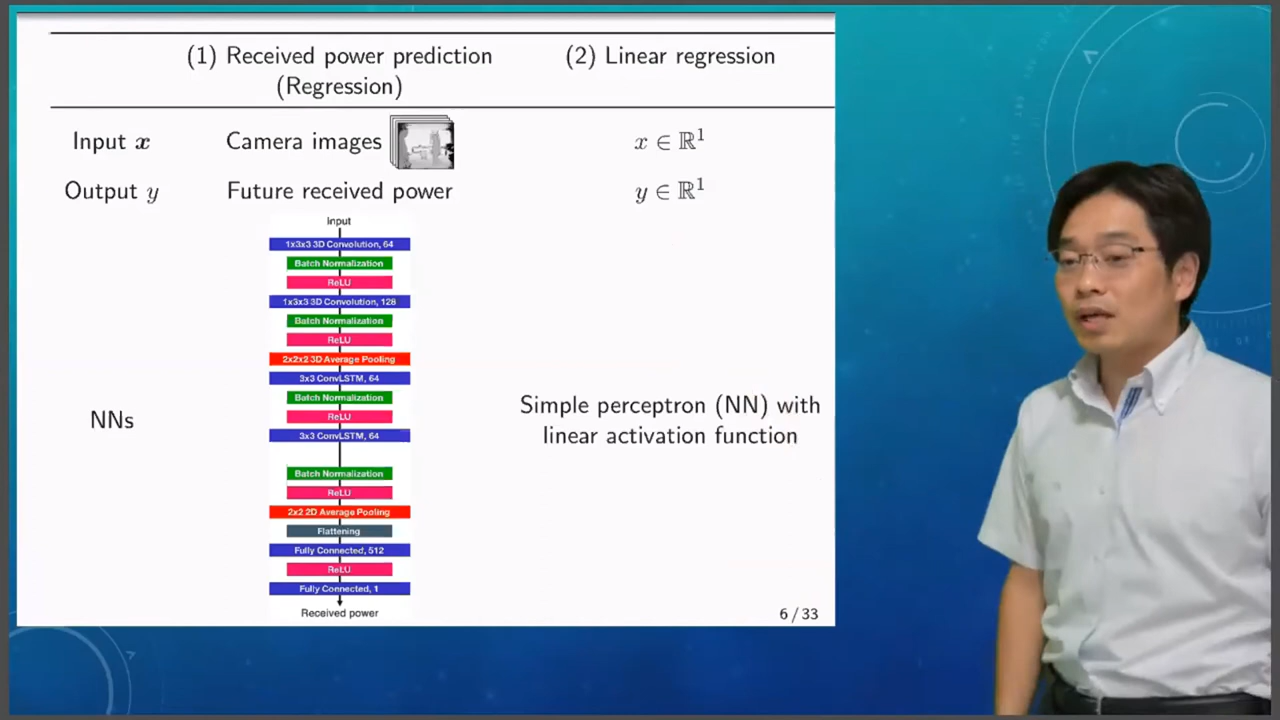 (1) Received power prediction
(Regression)
(2) Linear regression
Input x
Camera images
x ∈ ℝ¹
Output y
Future received power
y ∈ ℝ¹
NNs
Input
1x3x3 3D Convolution, 64
Batch Normalization
ReLU
1x3x3 3D Convolution, 128
Batch Normalization
ReLU
2x2x2 3D Average Pooling
3x3 ConvLSTM, 64
Batch Normalization
ReLU
3x3 ConvLSTM, 64
Batch Normalization
ReLU
2x2 2D Average Pooling
Flattening
Fully Connected, 512
ReLU
Fully Connected, 1
Received power
Simple perceptron (NN) with
linear activation function
6 / 33